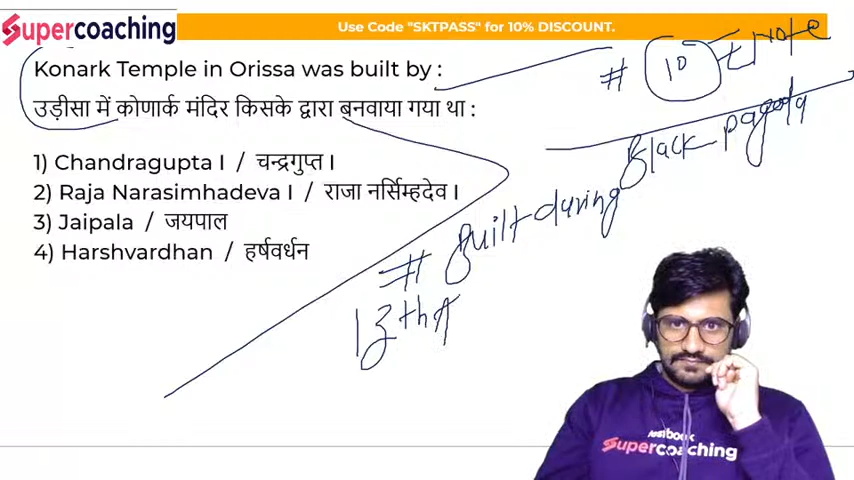 Supercoaching
Use Code "SKTPASS" for 10% DISCOUNT.
Konark Temple in Orissa was built by :
उड़ीसा में कोणार्क मंदिर किसके द्वारा बनवाया गया था :
# 10 ₹ Note
Black pagoda
1) Chandragupta I / चन्द्रगुप्त I
2) Raja Narasimhadeva I / राजा नर्सिम्हदेव I
3) Jaipala / जयपाल
4) Harshvardhan / हर्षवर्धन
# Built during
13th
testbook
Supercoaching